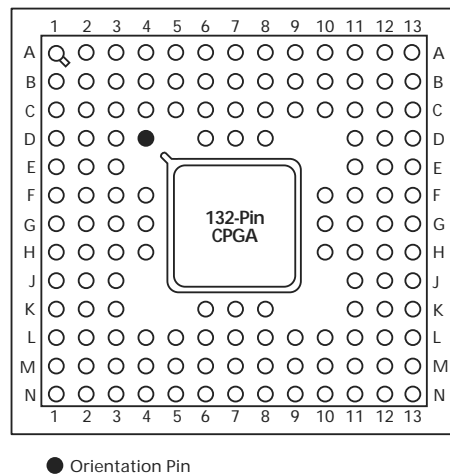 1 2 3 4 5 6 7 8 9 10 11 12 13
A A
B B
C C
D D
E E
F F
132-Pin
G G
CPGA
H H
J J
K K
L L
M M
N N
1 2 3 4 5 6 7 8 9 10 11 12 13
Orientation Pin